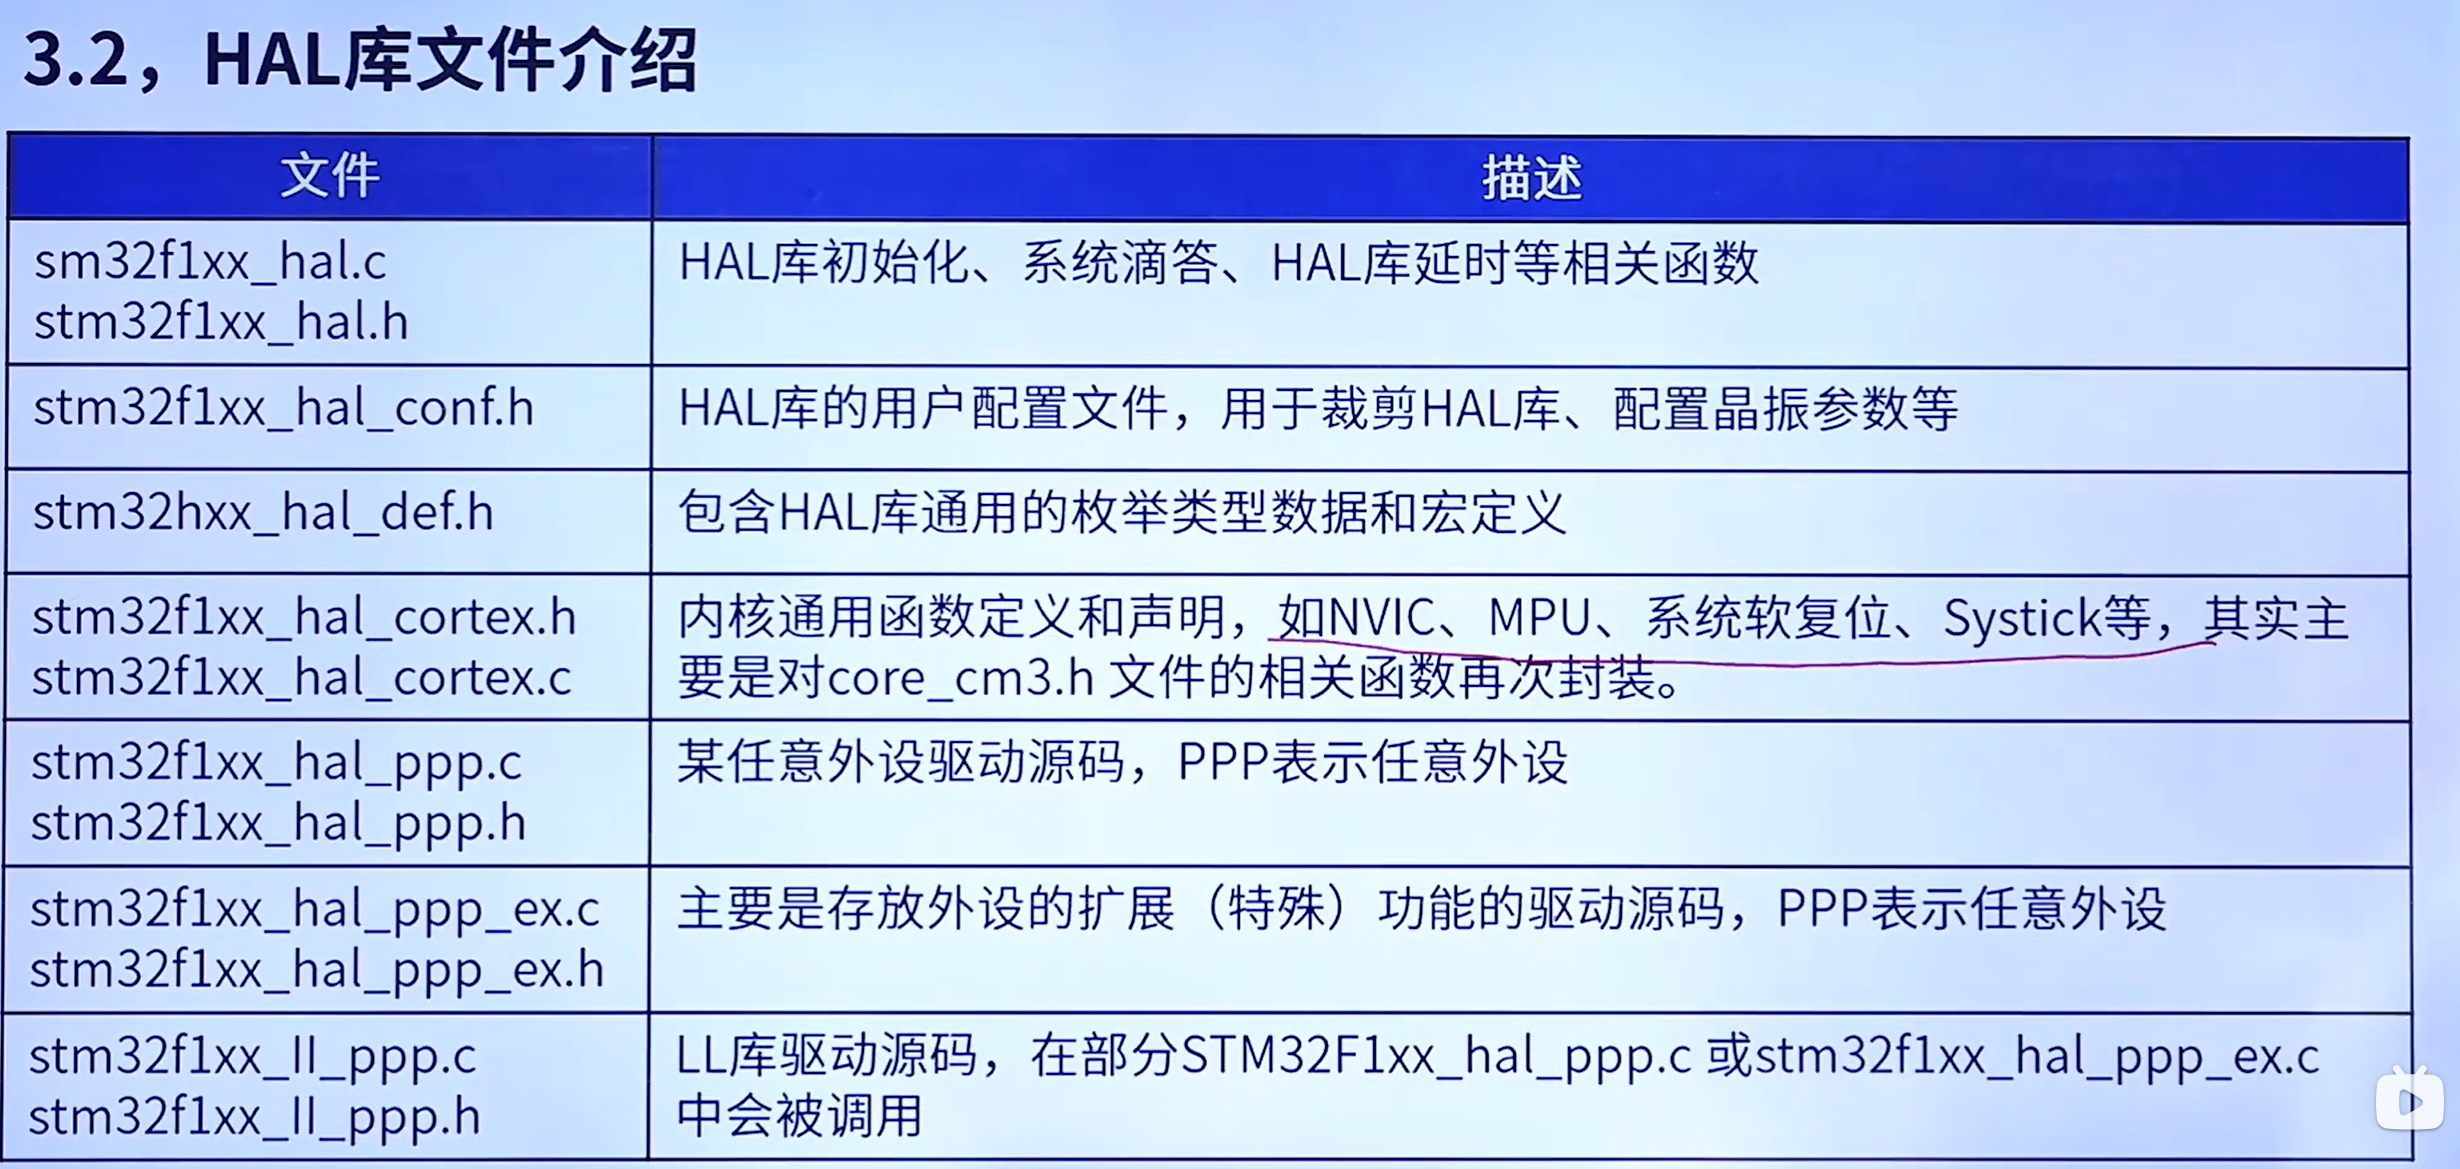 3.2，HAL库文件介绍
文件
描述
sm32f1xx_hal.c
stm32f1xx_hal.h
HAL库初始化、系统滴答、HAL库延时等相关函数
stm32f1xx_hal_conf.h
HAL库的用户配置文件，用于裁剪HAL库、配置晶振参数等
stm32hxx_hal_def.h
包含HAL库通用的枚举类型数据和宏定义
stm32f1xx_hal_cortex.h
stm32f1xx_hal_cortex.c
内核通用函数定义和声明，如NVIC、MPU、系统软复位、Systick等，其实主
要是对core_cm3.h 文件的相关函数再次封装。
stm32f1xx_hal_ppp.c
stm32f1xx_hal_ppp.h
某任意外设驱动源码，PPP表示任意外设
stm32f1xx_hal_ppp_ex.c
stm32f1xx_hal_ppp_ex.h
主要是存放外设的扩展（特殊）功能的驱动源码，PPP表示任意外设
stm32f1xx_II_ppp.c
stm32f1xx_II_ppp.h
LL库驱动源码，在部分STM32F1xx_hal_ppp.c 或stm32f1xx_hal_ppp_ex.c
中会被调用